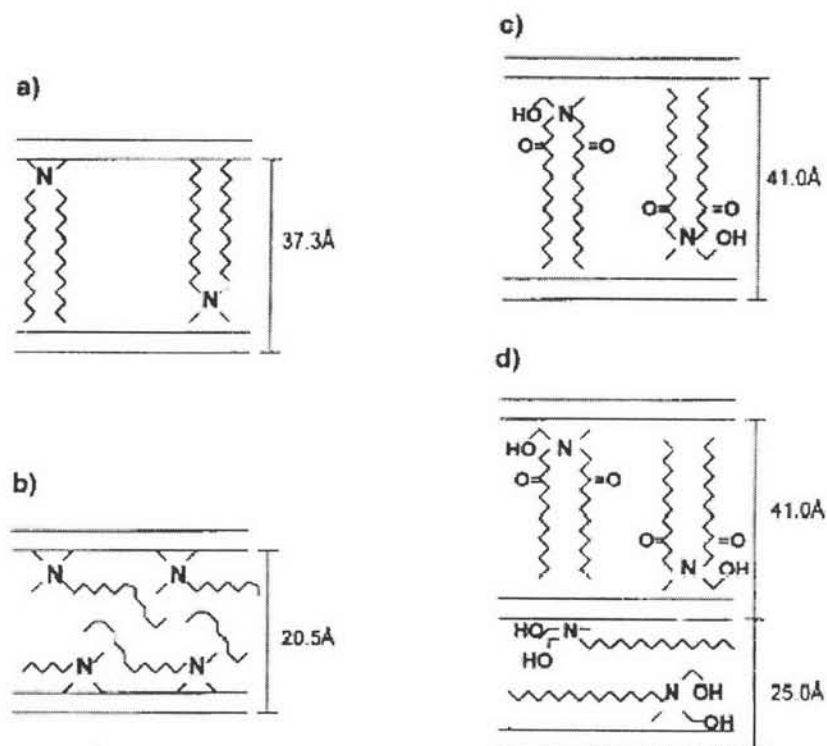 a)
N
N
37.3Å
b)
N
N
N
N
20.5Å
c)
HO N
O= =O
O= =O
N OH
41.0Å
d)
HO N
O= =O
O= =O
N OH
41.0Å
HO N
HO
N OH
OH
25.0Å